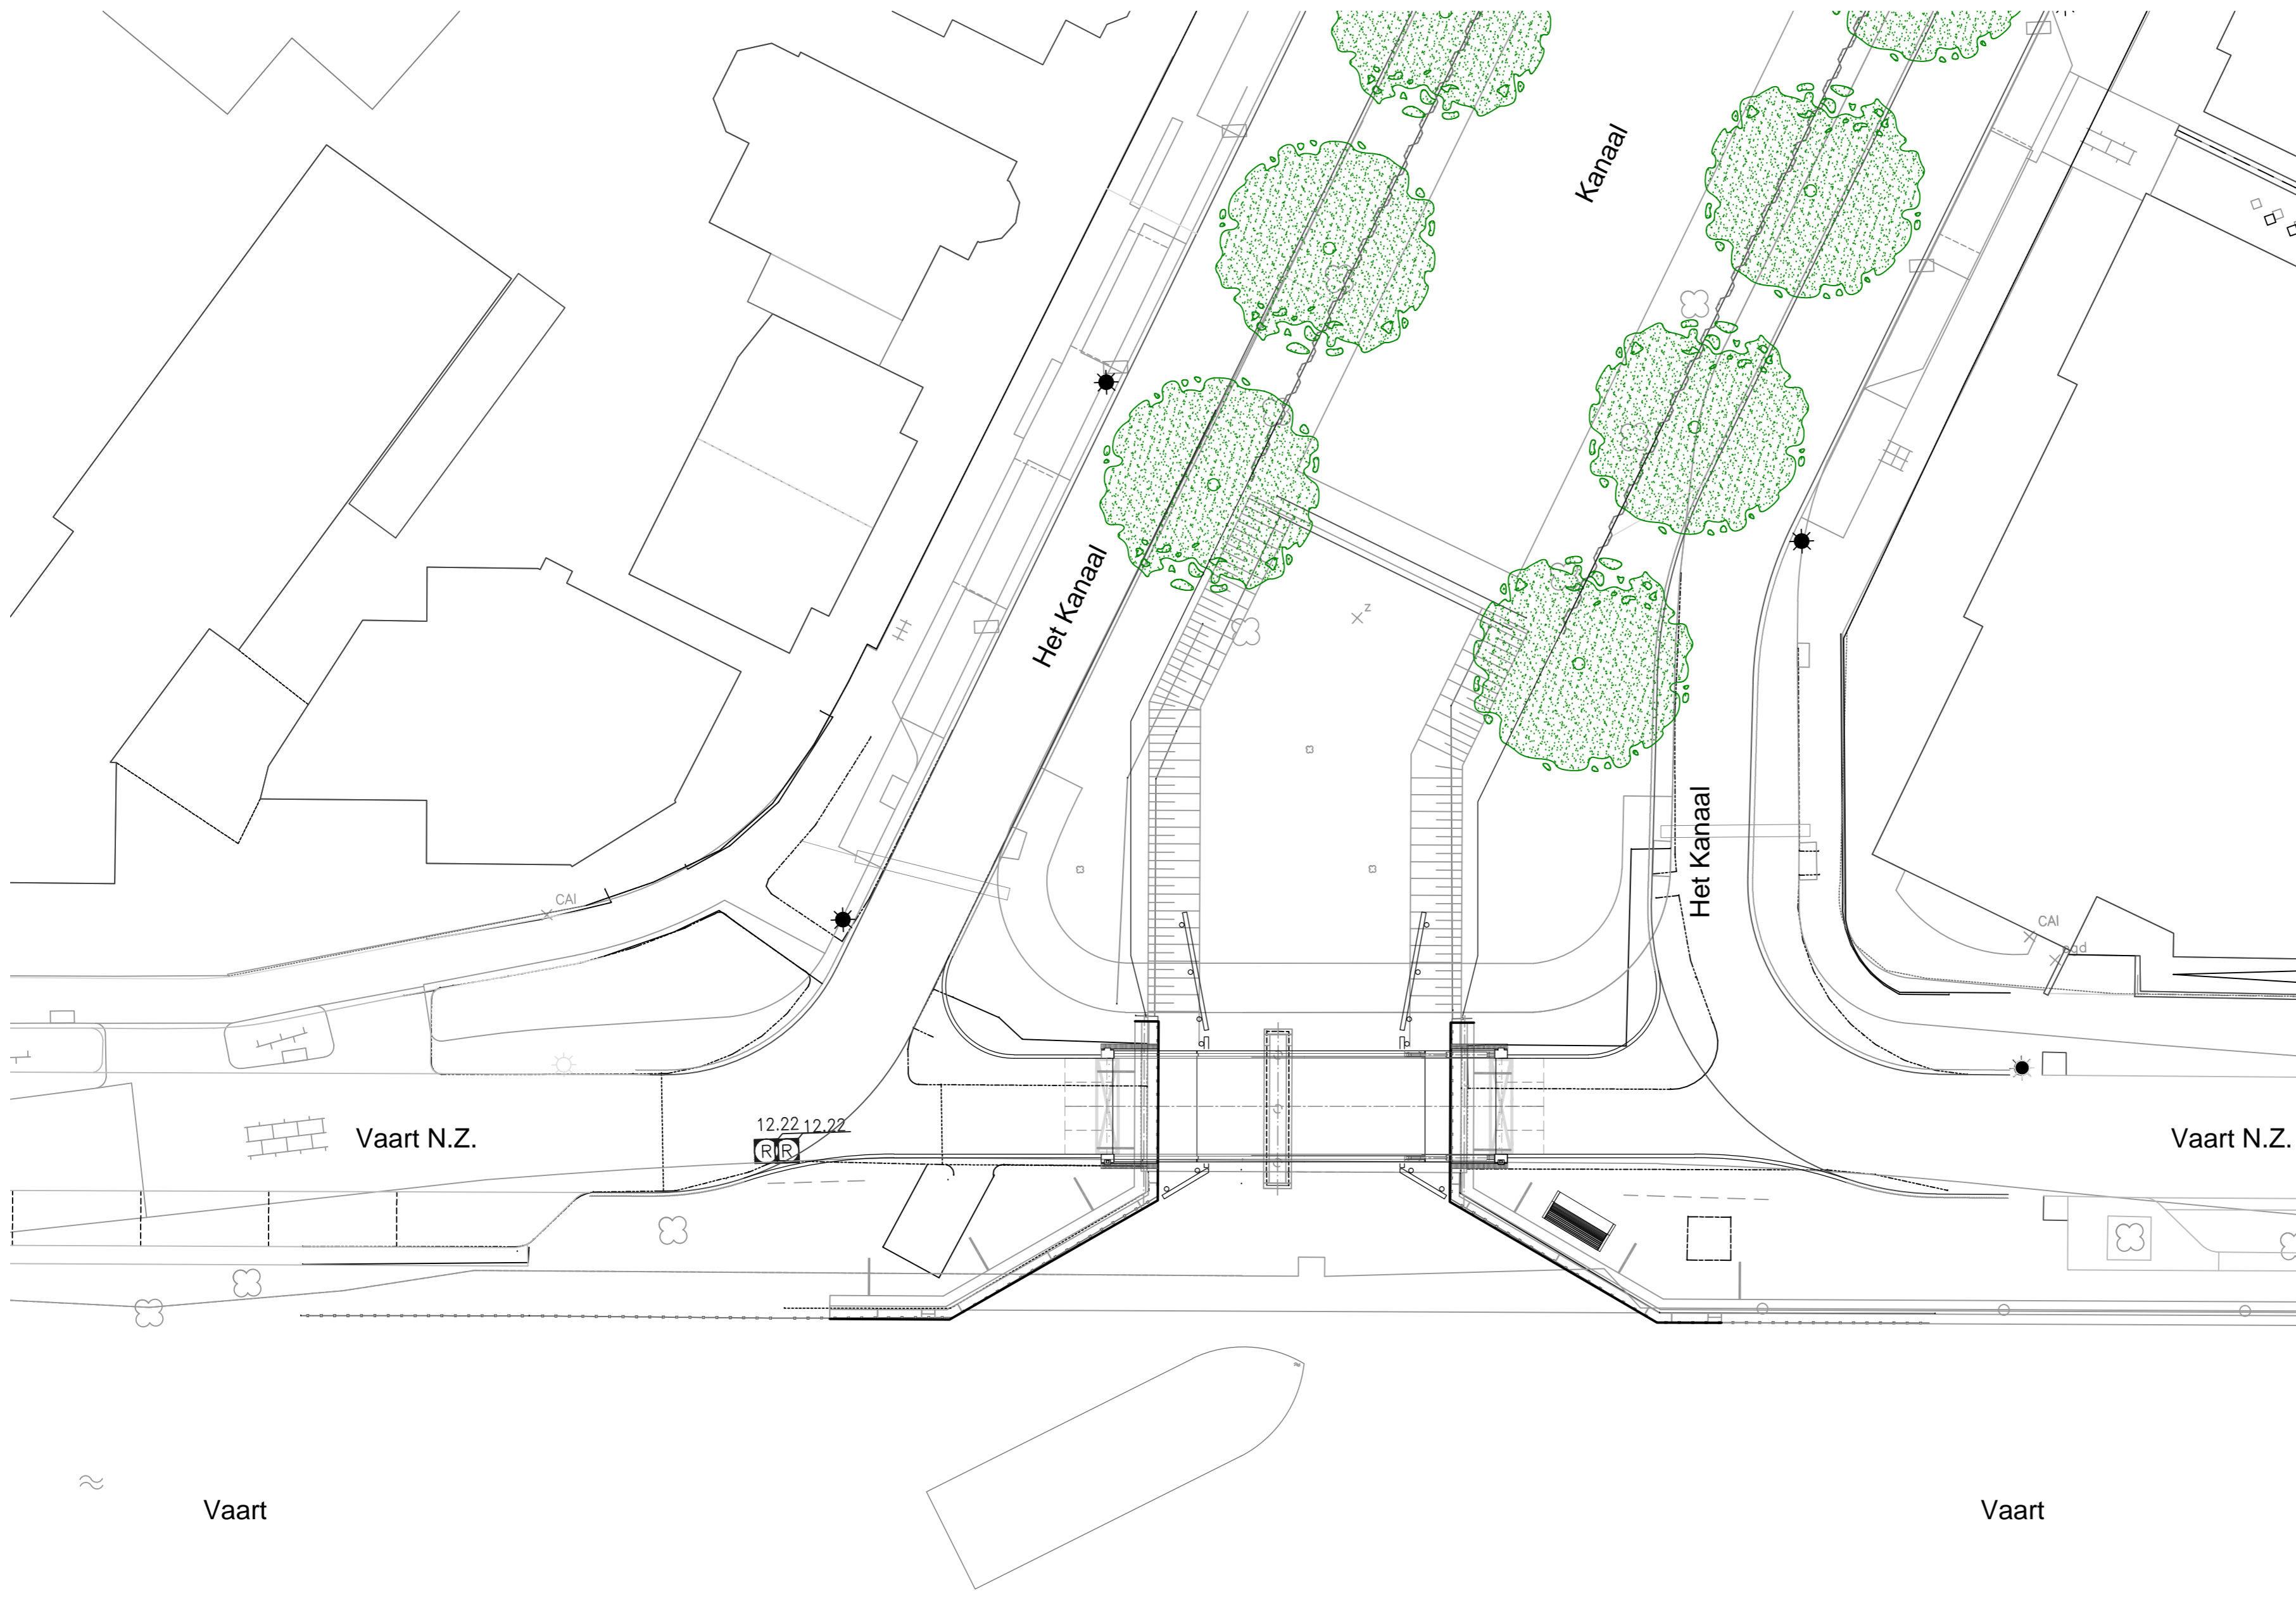 Kanaal
Het Kanaal
z
Het Kanaal
CAI
CAI
12.22 12.22
R R
Vaart N.Z.
Vaart N.Z.
Vaart
Vaart